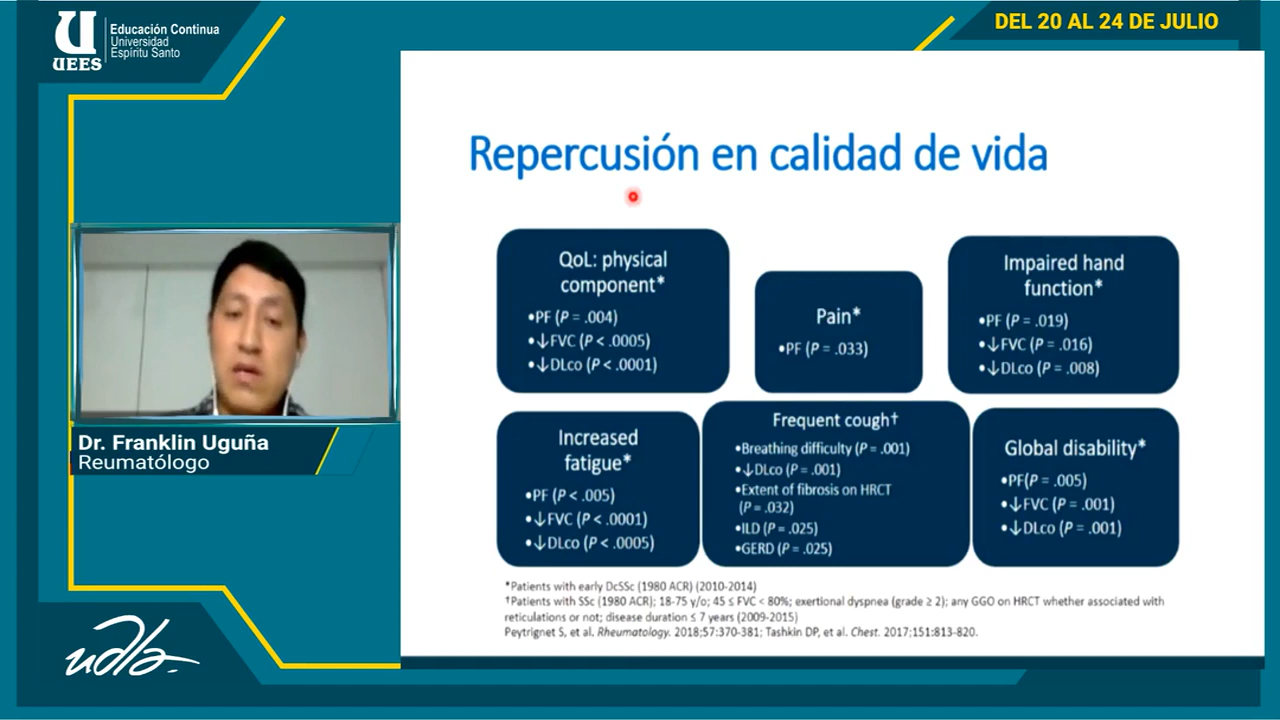 UEES
Educación Continua
Universidad
Espíritu Santo
DEL 20 AL 24 DE JULIO
Repercusión en calidad de vida
QoL: physical
component*
•PF (P = .004)
•↓FVC (P < .0005)
•↓DLco (P < .0001)
Pain*
•PF (P = .033)
Impaired hand
function*
•PF (P = .019)
•↓FVC (P = .016)
•↓DLco (P = .008)
Increased
fatigue*
•PF (P < .005)
•↓FVC (P < .0001)
•↓DLco (P < .0005)
Frequent cough†
•Breathing difficulty (P = .001)
•↓DLco (P = .001)
•Extent of fibrosis on HRCT
(P = .032)
•ILD (P = .025)
•GERD (P = .025)
Global disability*
•PF(P = .005)
•↓FVC (P = .001)
•↓DLco (P = .001)
*Patients with early DcSSc (1980 ACR) (2010-2014)
†Patients with SSc (1980 ACR); 18-75 y/o; 45 ≤ FVC < 80%; exertional dyspnea (grade ≥ 2); any GGO on HRCT whether associated with
reticulations or not; disease duration ≤ 7 years (2009-2015)
Peytrignet S, et al. Rheumatology. 2018;57:370-381; Tashkin DP, et al. Chest. 2017;151:813-820.
Dr. Franklin Uguña
Reumatólogo
udla.